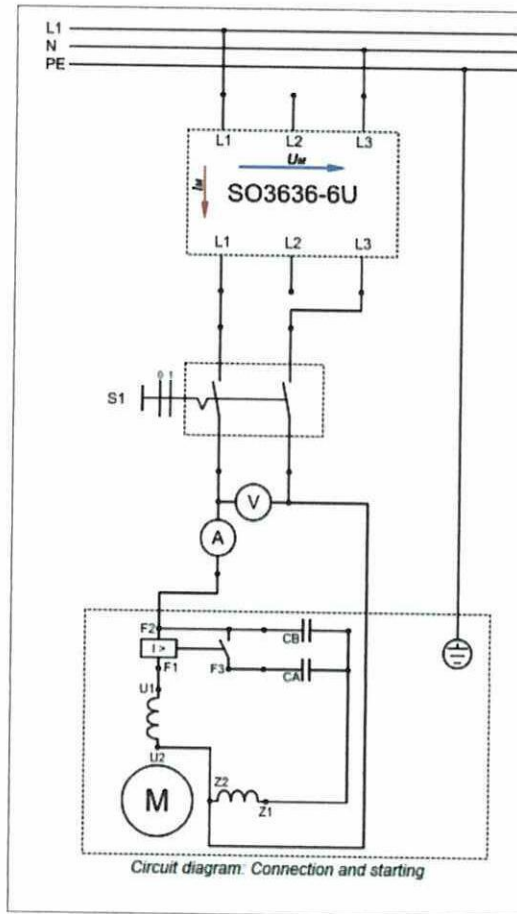 L1
N
PE
L1 L2 L3
UM
IM
SO3636-6U
L1 L2 L3
0 1
S1
V
A
F2
CB
I >
F1 F3
CA
U1
U2
Z2
M
Z1
Circuit diagram: Connection and starting